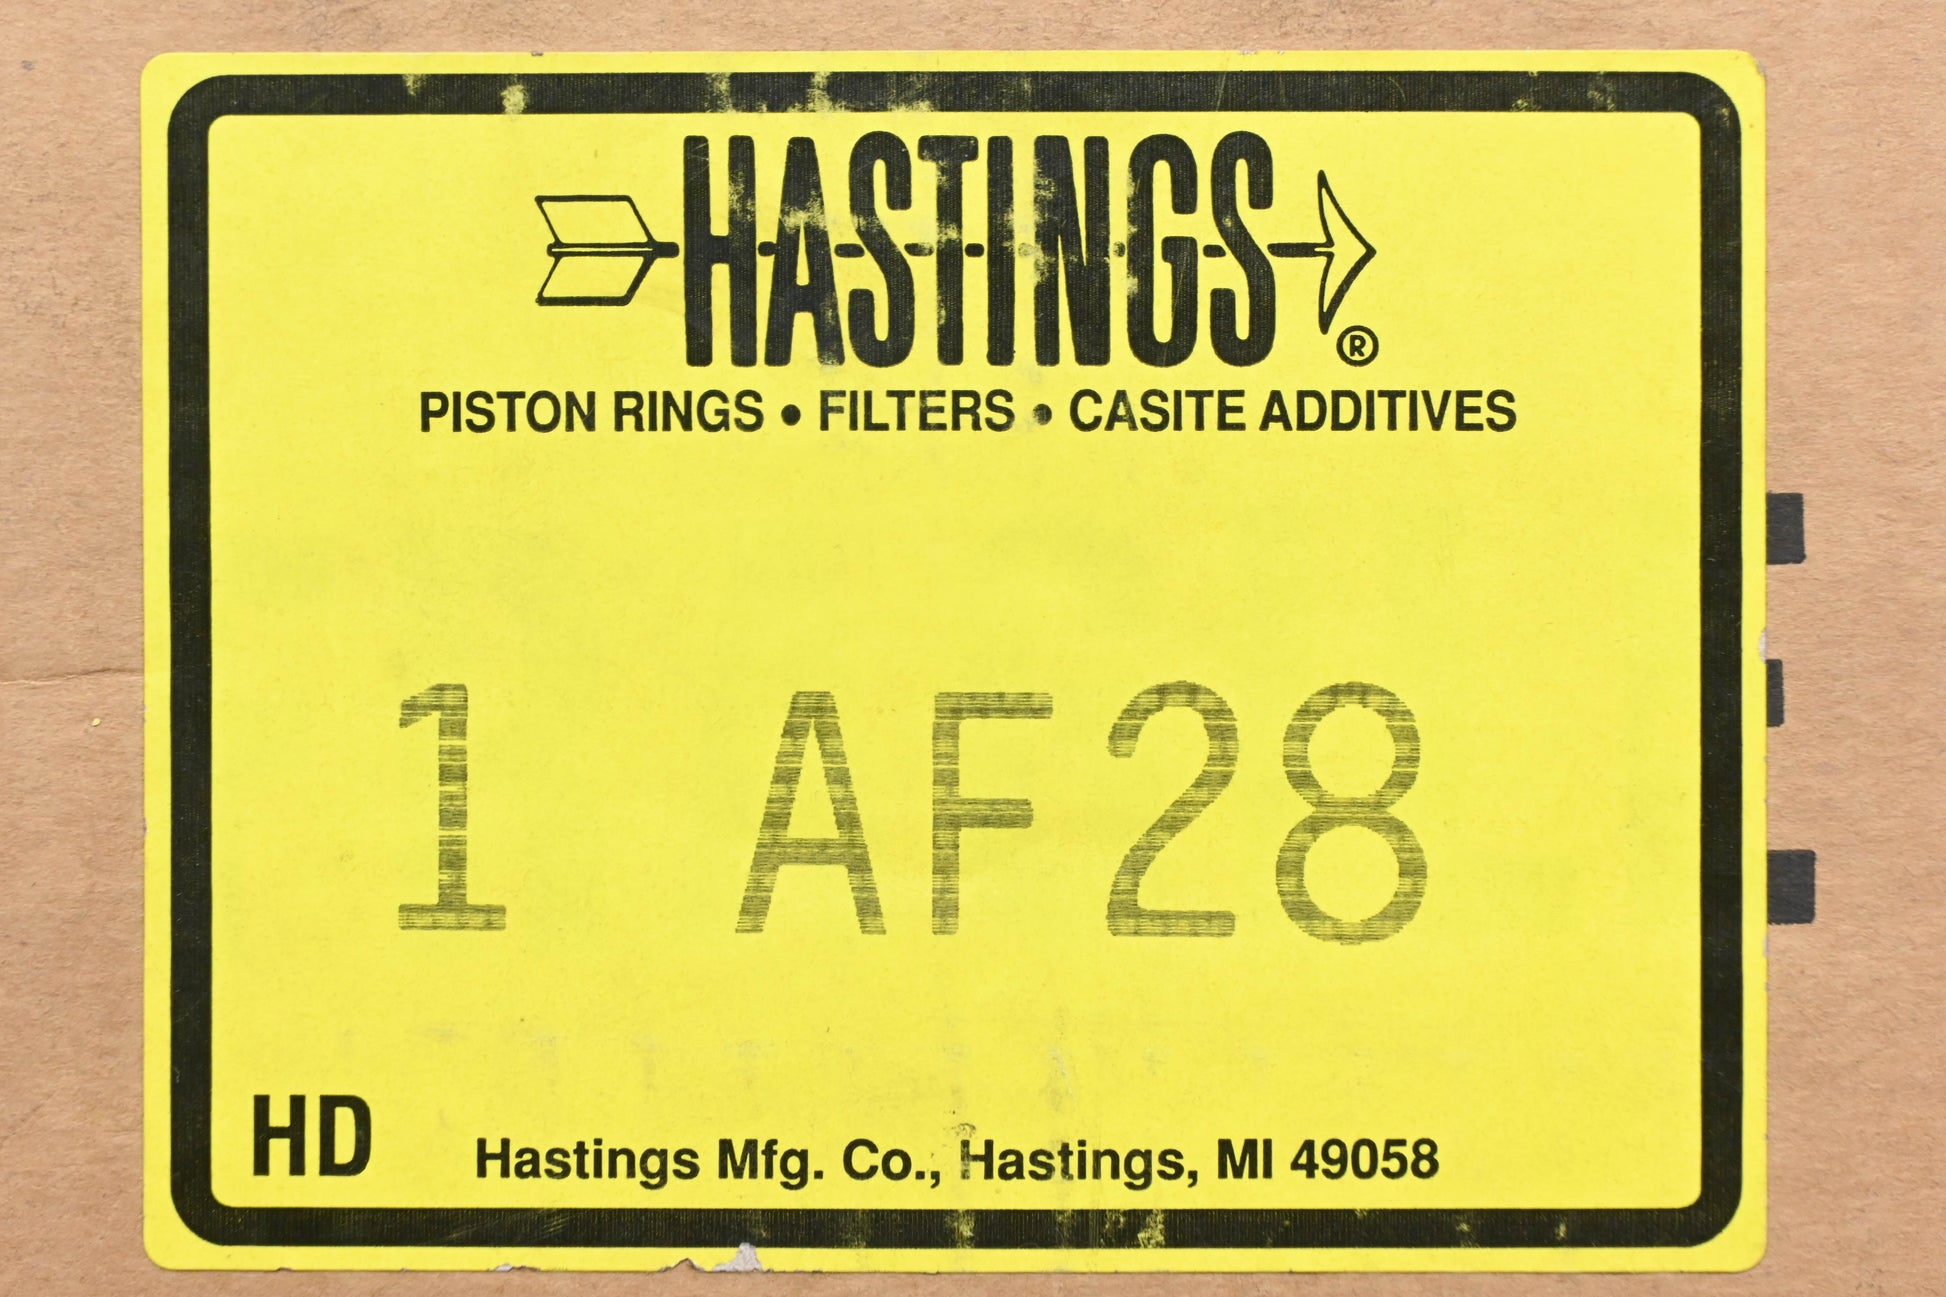 HASTINGS®
PISTON RINGS • FILTERS • CASITE ADDITIVES
1 AF28
HD
Hastings Mfg. Co., Hastings, MI 49058